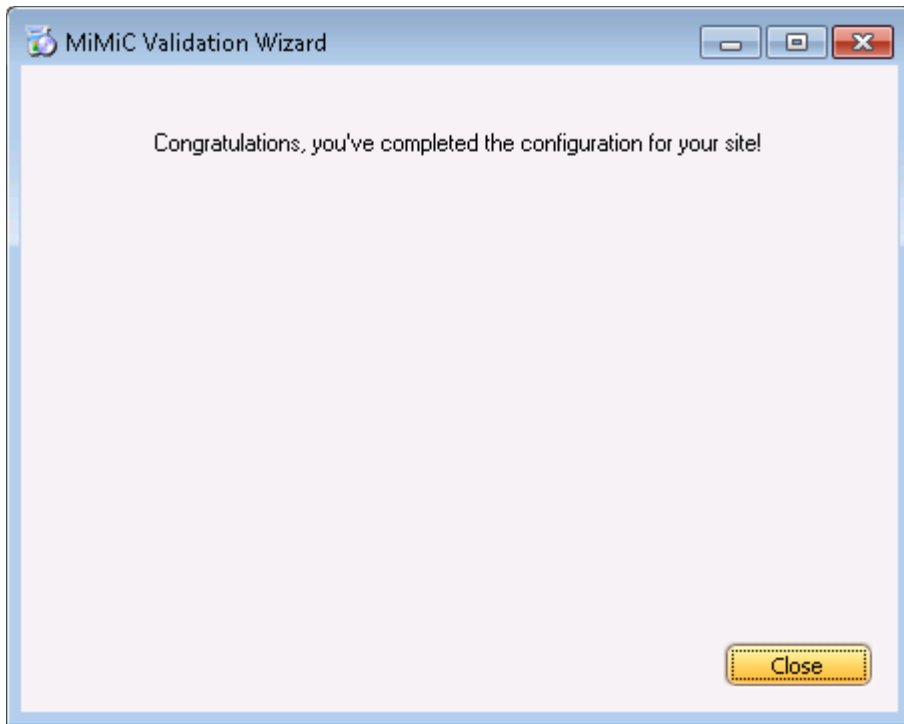 MiMiC Validation Wizard
Congratulations, you've completed the configuration for your site!
Close